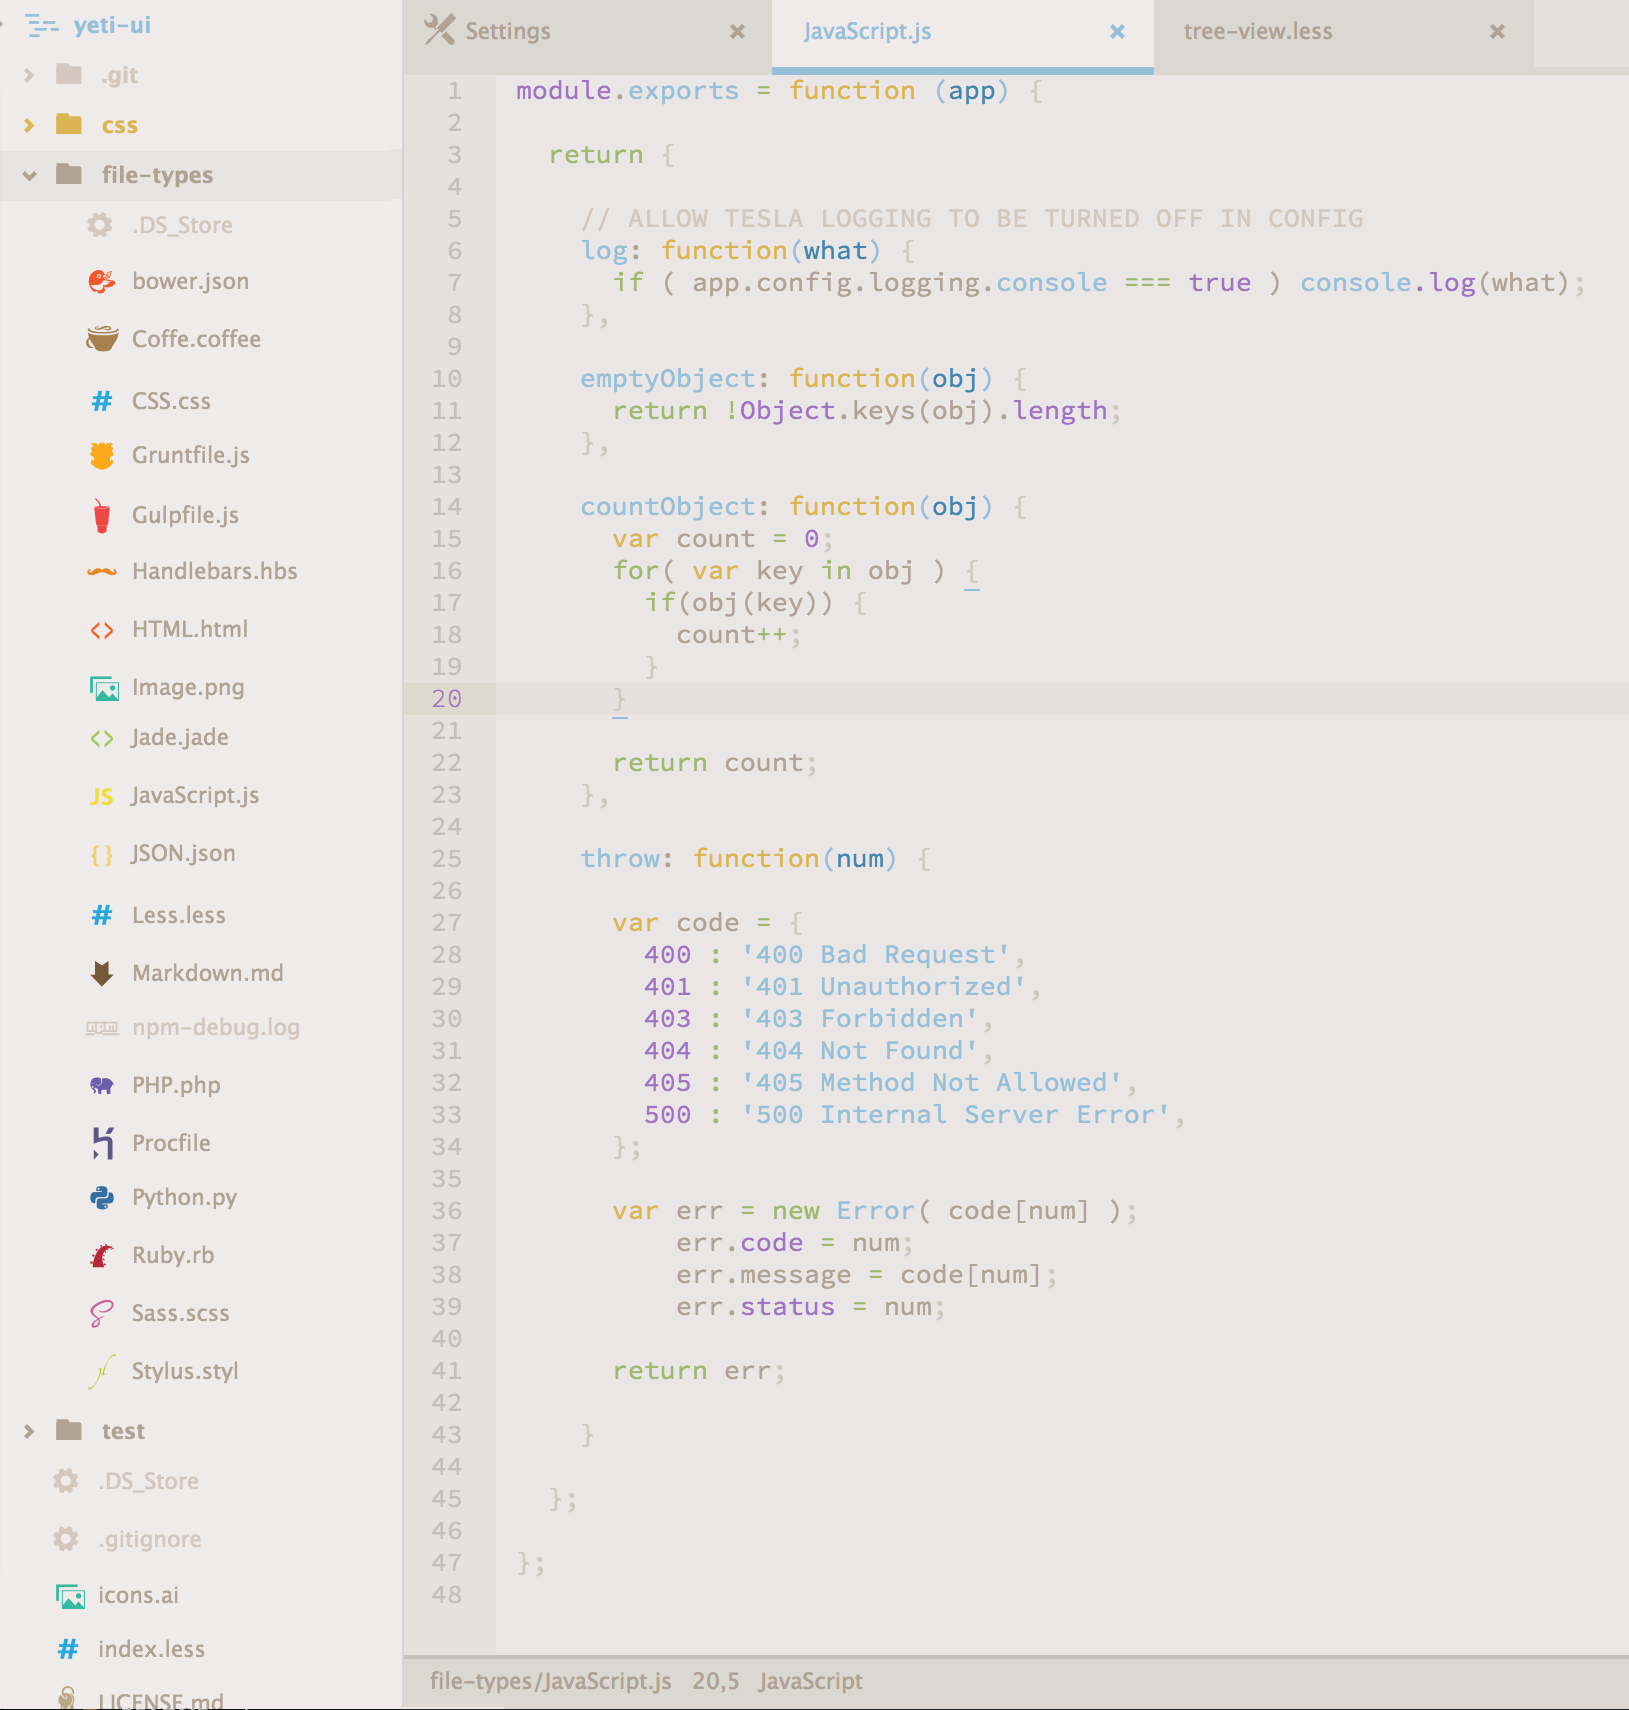 yeti-ui
.git
css
file-types
.DS_Store
bower.json
Coffe.coffee
# CSS.css
Gruntfile.js
Gulpfile.js
Handlebars.hbs
<> HTML.html
Image.png
<> Jade.jade
JS JavaScript.js
{} JSON.json
# Less.less
Markdown.md
npm-debug.log
PHP.php
Procfile
Python.py
Ruby.rb
Sass.scss
Stylus.styl
test
.DS_Store
.gitignore
icons.ai
# index.less
LICENSE.md
Settings × JavaScript.js × tree-view.less ×
1 module.exports = function (app) {
2
3   return {
4
5     // ALLOW TESLA LOGGING TO BE TURNED OFF IN CONFIG
6     log: function(what) {
7       if ( app.config.logging.console === true ) console.log(what);
8     },
9
10     emptyObject: function(obj) {
11       return !Object.keys(obj).length;
12     },
13
14     countObject: function(obj) {
15       var count = 0;
16       for( var key in obj ) {
17         if(obj(key)) {
18           count++;
19         }
20       }
21
22       return count;
23     },
24
25     throw: function(num) {
26
27       var code = {
28         400 : '400 Bad Request',
29         401 : '401 Unauthorized',
30         403 : '403 Forbidden',
31         404 : '404 Not Found',
32         405 : '405 Method Not Allowed',
33         500 : '500 Internal Server Error',
34       };
35
36       var err = new Error( code[num] );
37           err.code = num;
38           err.message = code[num];
39           err.status = num;
40
41       return err;
42
43     }
44
45   };
46
47 };
48
file-types/JavaScript.js 20,5 JavaScript